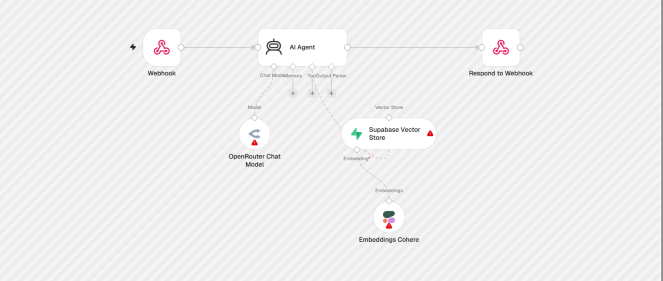 AI Agent
Webhook
Respond to Webhook
Chat Model
Memory
Tool
Output Parser
Model
Vector Store
Supabase Vector
Store
OpenRouter Chat
Model
Embedding*
Embeddings
Embeddings Cohere